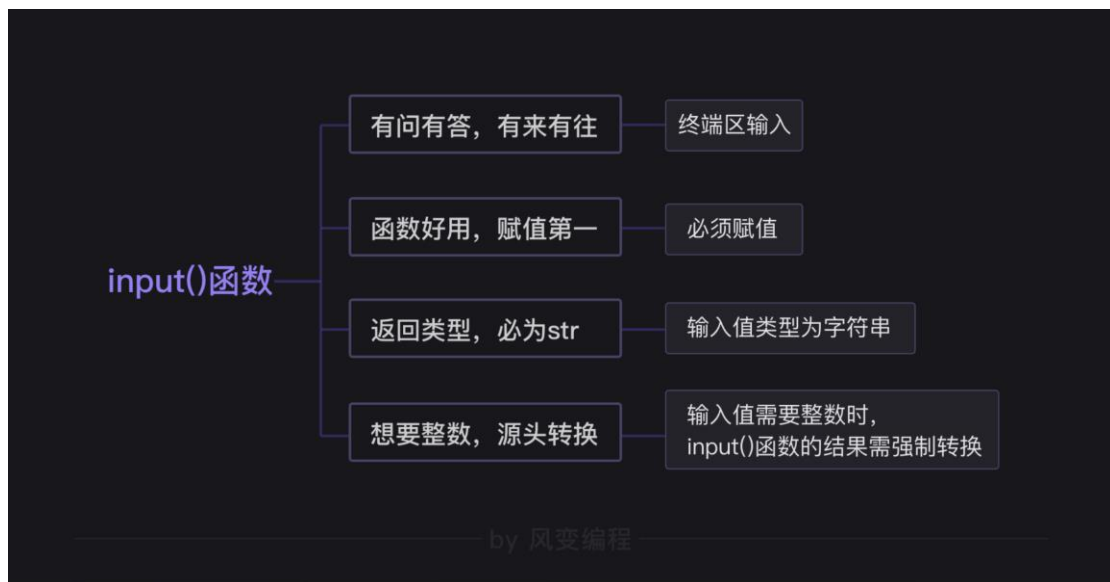 有问有答，有来有往
终端区输入
函数好用，赋值第一
必须赋值
input()函数
返回类型，必为str
输入值类型为字符串
想要整数，源头转换
输入值需要整数时，
input()函数的结果需强制转换
by 风变编程